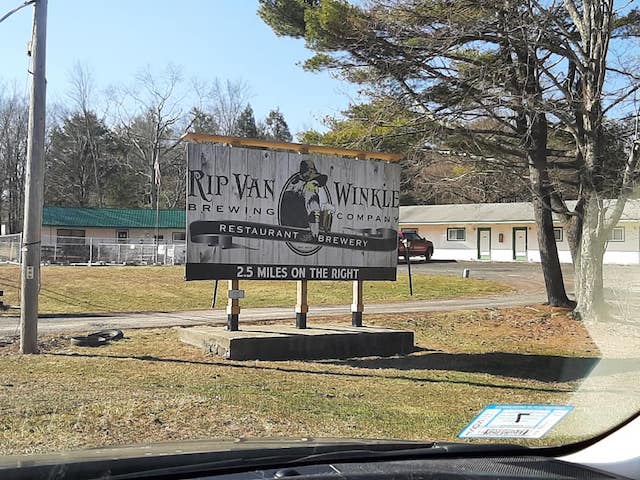 RIP VAN WINKLE
BREWING COMPANY
RESTAURANT BREWERY
2.5 MILES ON THE RIGHT